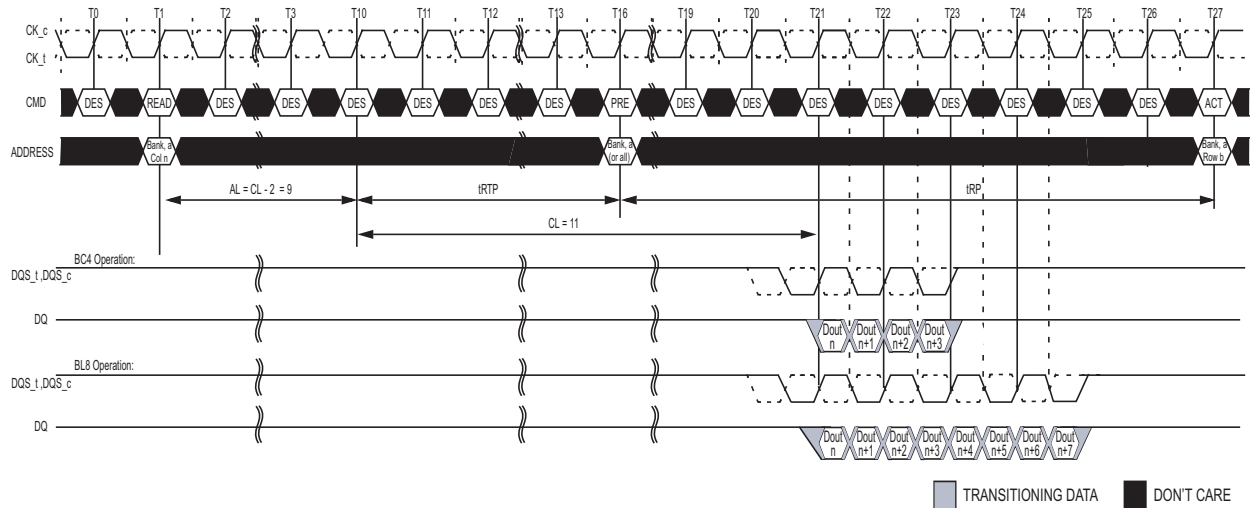 T0 T1 T2 T3 T10 T11 T12 T13 T16 T19 T20 T21 T22 T23 T24 T25 T26 T27
CK_c
CK_t
CMD DES READ DES DES DES DES DES DES PRE DES DES DES DES DES DES DES DES ACT
ADDRESS Bank, a Col n Bank, a (or all) Bank, a Row b
AL = CL - 2 = 9 tRTP tRP
CL = 11
BC4 Operation:
DQS_t ,DQS_c
DQ Dout n Dout n+1 Dout n+2 Dout n+3
BL8 Operation:
DQS_t ,DQS_c
DQ Dout n Dout n+1 Dout n+2 Dout n+3 Dout n+4 Dout n+5 Dout n+6 Dout n+7
TRANSITIONING DATA DON'T CARE